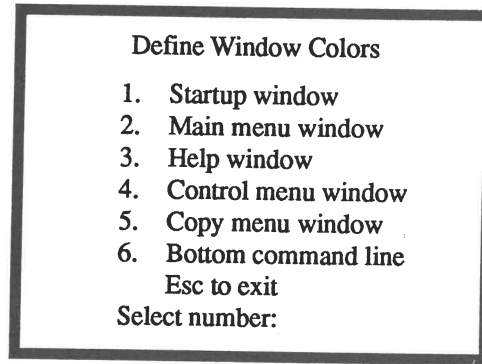 Define Window Colors
1. Startup window
2. Main menu window
3. Help window
4. Control menu window
5. Copy menu window
6. Bottom command line
Esc to exit
Select number: